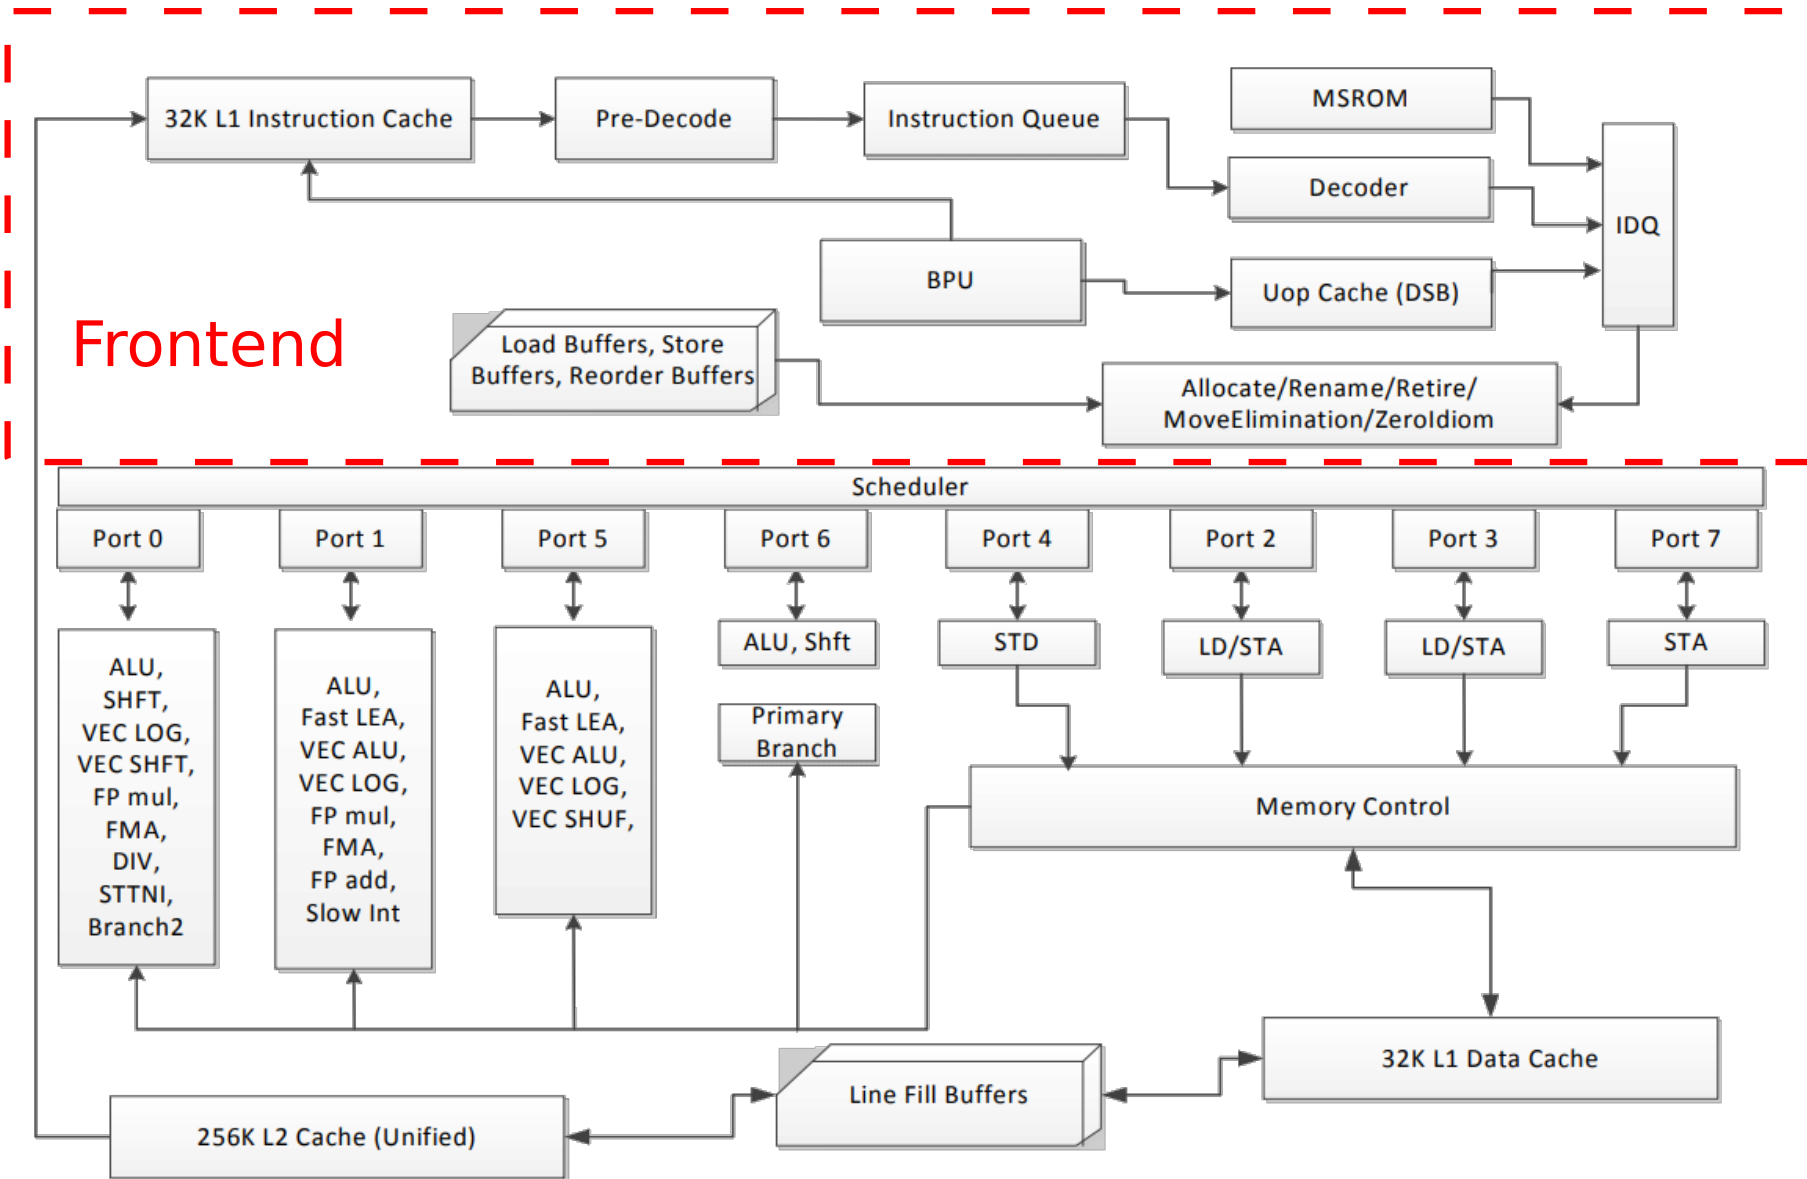 32K L1 Instruction Cache
Pre-Decode
Instruction Queue
MSROM
Decoder
IDQ
BPU
Uop Cache (DSB)
Frontend
Load Buffers, Store
Buffers, Reorder Buffers
Allocate/Rename/Retire/
MoveElimination/ZeroIdiom
Scheduler
Port 0
Port 1
Port 5
Port 6
Port 4
Port 2
Port 3
Port 7
ALU,
SHFT,
VEC LOG,
VEC SHFT,
FP mul,
FMA,
DIV,
STTNI,
Branch2
ALU,
Fast LEA,
VEC ALU,
VEC LOG,
FP mul,
FMA,
FP add,
Slow Int
ALU,
Fast LEA,
VEC ALU,
VEC LOG,
VEC SHUF,
ALU, Shft
Primary
Branch
STD
LD/STA
LD/STA
STA
Memory Control
32K L1 Data Cache
Line Fill Buffers
256K L2 Cache (Unified)